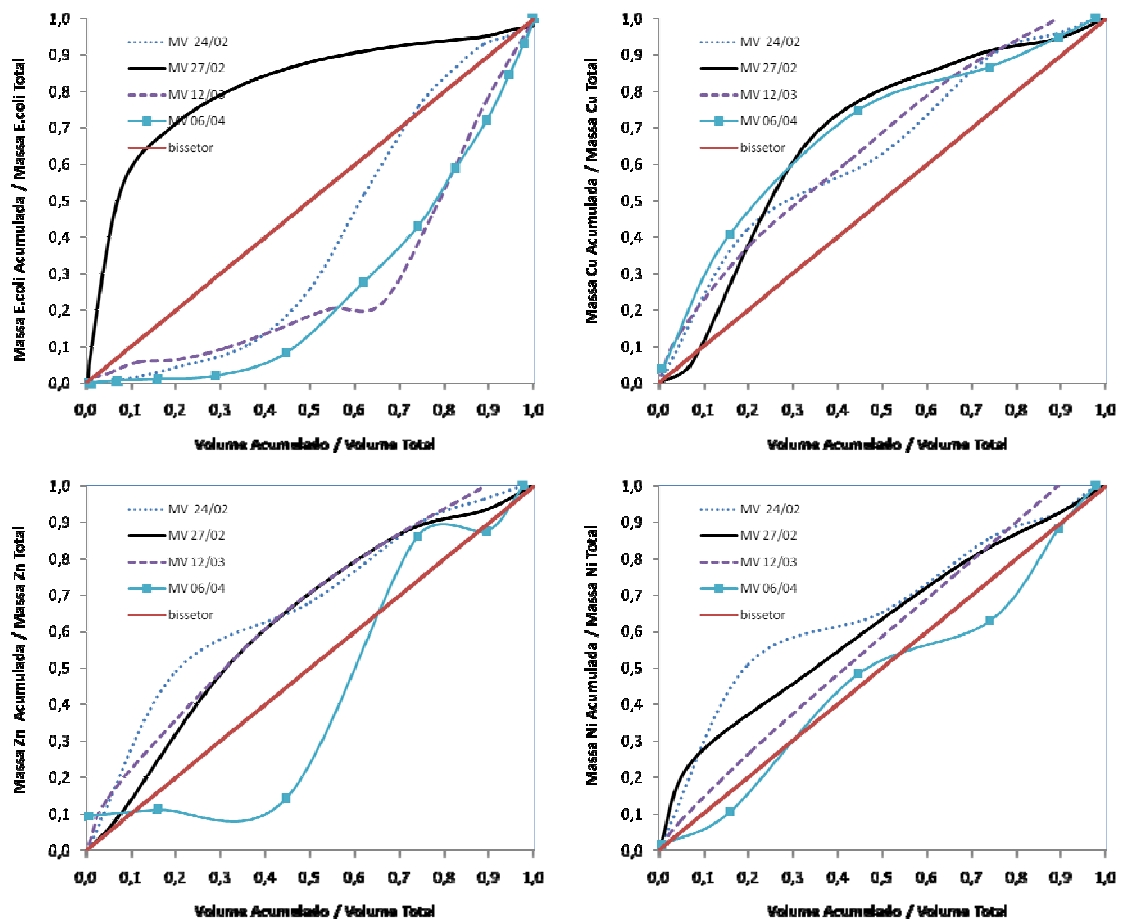 Massa E.coli Acumulada / Massa E.coli Total
1,0
0,9
0,8
0,7
0,6
0,5
0,4
0,3
0,2
0,1
0,0
MV 24/02
MV 27/02
MV 12/03
MV 06/04
bissetor
0,0 0,1 0,2 0,3 0,4 0,5 0,6 0,7 0,8 0,9 1,0
Volume Acumulado / Volume Total
Massa Cu Acumulada / Massa Cu Total
1,0
0,9
0,8
0,7
0,6
0,5
0,4
0,3
0,2
0,1
0,0
MV 24/02
MV 27/02
MV 12/03
MV 06/04
bissetor
0,0 0,1 0,2 0,3 0,4 0,5 0,6 0,7 0,8 0,9 1,0
Volume Acumulado / Volume Total
Massa Zn Acumulada / Massa Zn Total
1,0
0,9
0,8
0,7
0,6
0,5
0,4
0,3
0,2
0,1
0,0
MV 24/02
MV 27/02
MV 12/03
MV 06/04
bissetor
0,0 0,1 0,2 0,3 0,4 0,5 0,6 0,7 0,8 0,9 1,0
Volume Acumulado / Volume Total
Massa Ni Acumulada / Massa Ni Total
1,0
0,9
0,8
0,7
0,6
0,5
0,4
0,3
0,2
0,1
0,0
MV 24/02
MV 27/02
MV 12/03
MV 06/04
bissetor
0,0 0,1 0,2 0,3 0,4 0,5 0,6 0,7 0,8 0,9 1,0
Volume Acumulado / Volume Total